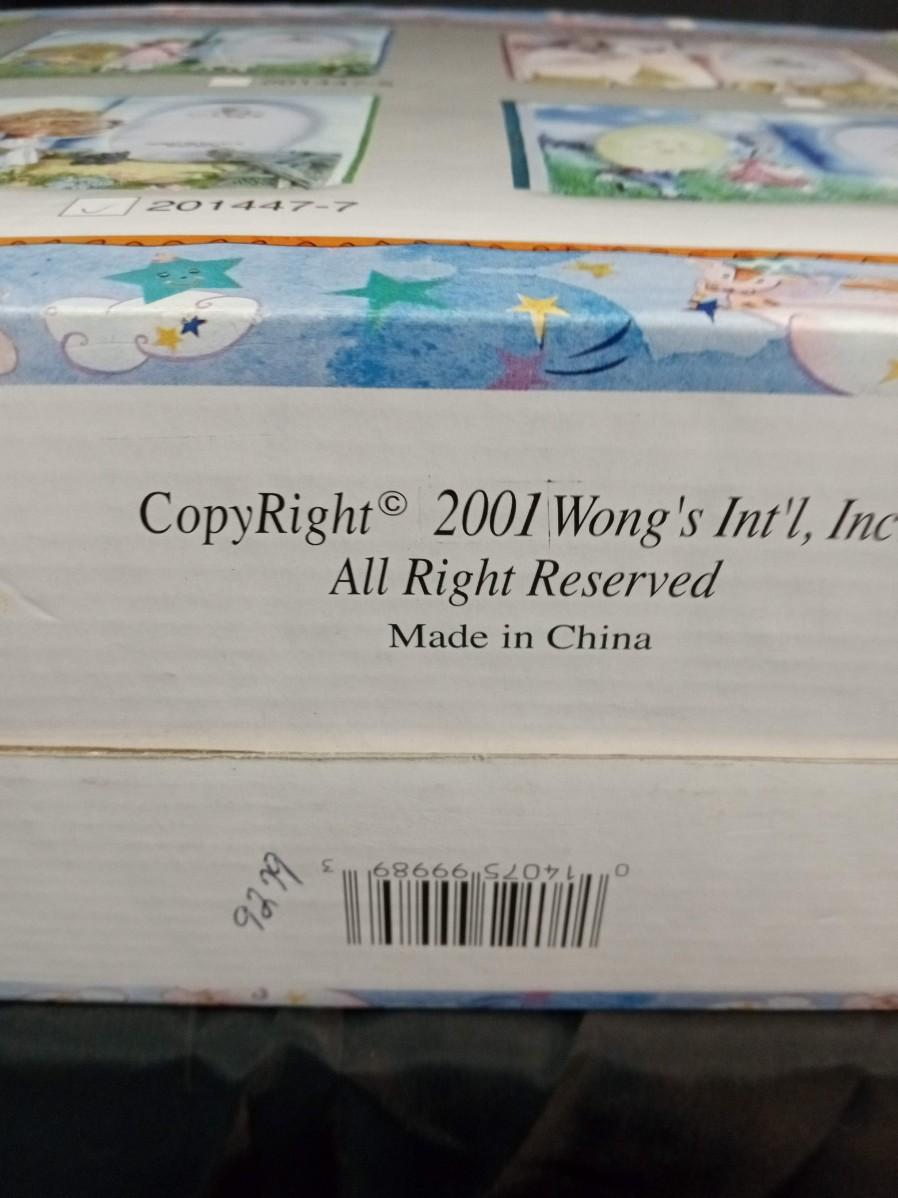 201447-7
CopyRight© 2001 Wong's Int'l, Inc
All Right Reserved
Made in China
0 14075 99989 3